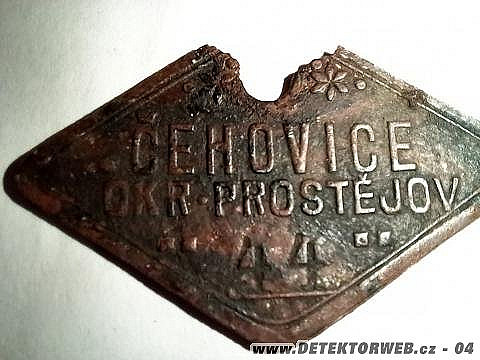 ČEHOVICE
OKR·PROSTĚJOV
" 44 "
www.DETEKTORWEB.cz - 04